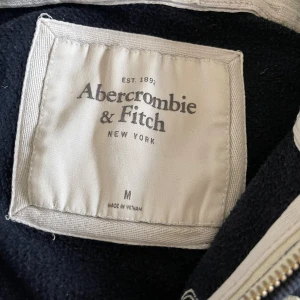 EST. 1892
Abercrombie
& Fitch
NEW YORK
M
MADE IN VIETNAM